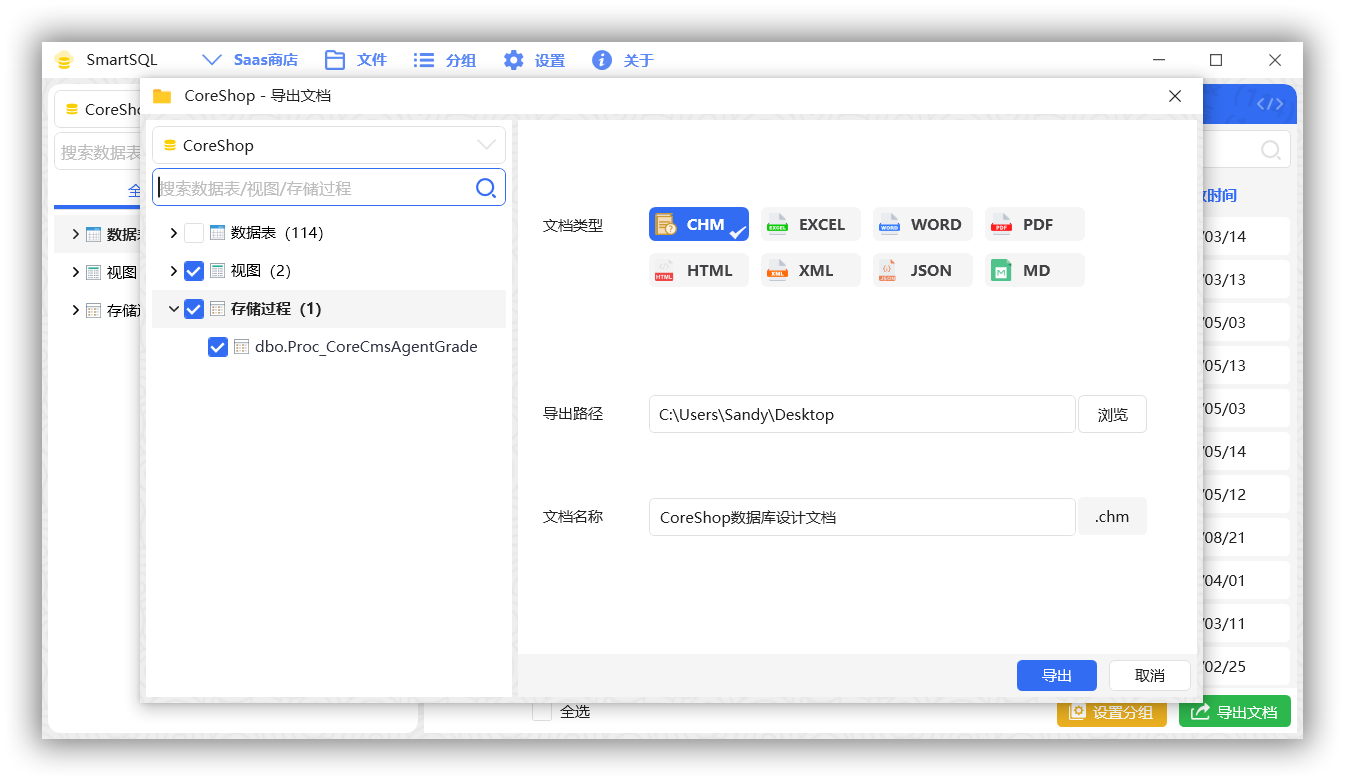 SmartSQL Saas商店 文件 分组 设置 关于
CoreShop - 导出文档
CoreSho
搜索数据表
全
数据表
视图
存储过
CoreShop
搜索数据表/视图/存储过程
数据表 (114)
视图 (2)
存储过程 (1)
dbo.Proc_CoreCmsAgentGrade
文档类型
CHM EXCEL WORD PDF
HTML XML JSON MD
导出路径 C:\Users\Sandy\Desktop 浏览
文档名称 CoreShop数据库设计文档 .chm
导出 取消
</>
时间
/03/14
/03/13
/05/03
/05/13
/05/03
/05/14
/05/12
/08/21
/04/01
/03/11
/02/25
全选 设置分组 导出文档